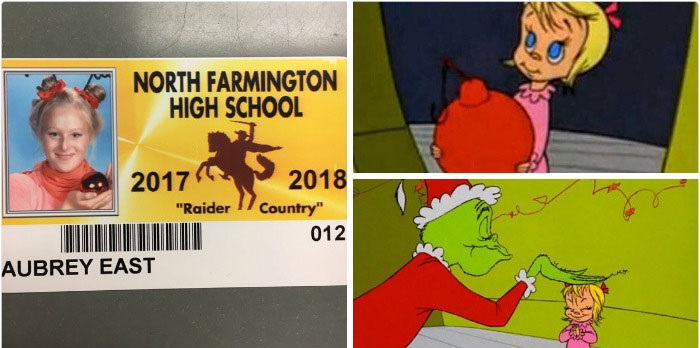 NORTH FARMINGTON
HIGH SCHOOL
2017 2018
"Raider Country"
012
AUBREY EAST